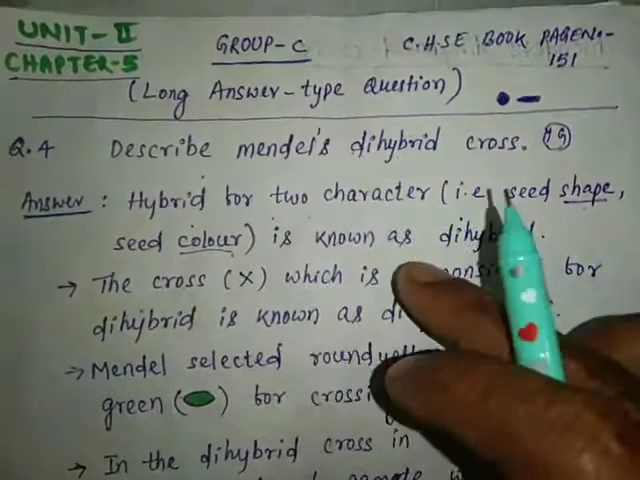 UNIT-II
CHAPTER-5
GROUP-C
C.H.S.E BOOK PAGENO:-
151
(Long Answer-type Question)
Q.4 Describe mendel's dihybrid cross.
Answer: Hybrid for two character (i.e, seed shape,
seed colour) is known as dihybrid.
→ The cross (X) which is for
dihybrid is known as
→ Mendel selected round
green ( ) for
→ In the dihybrid cross in